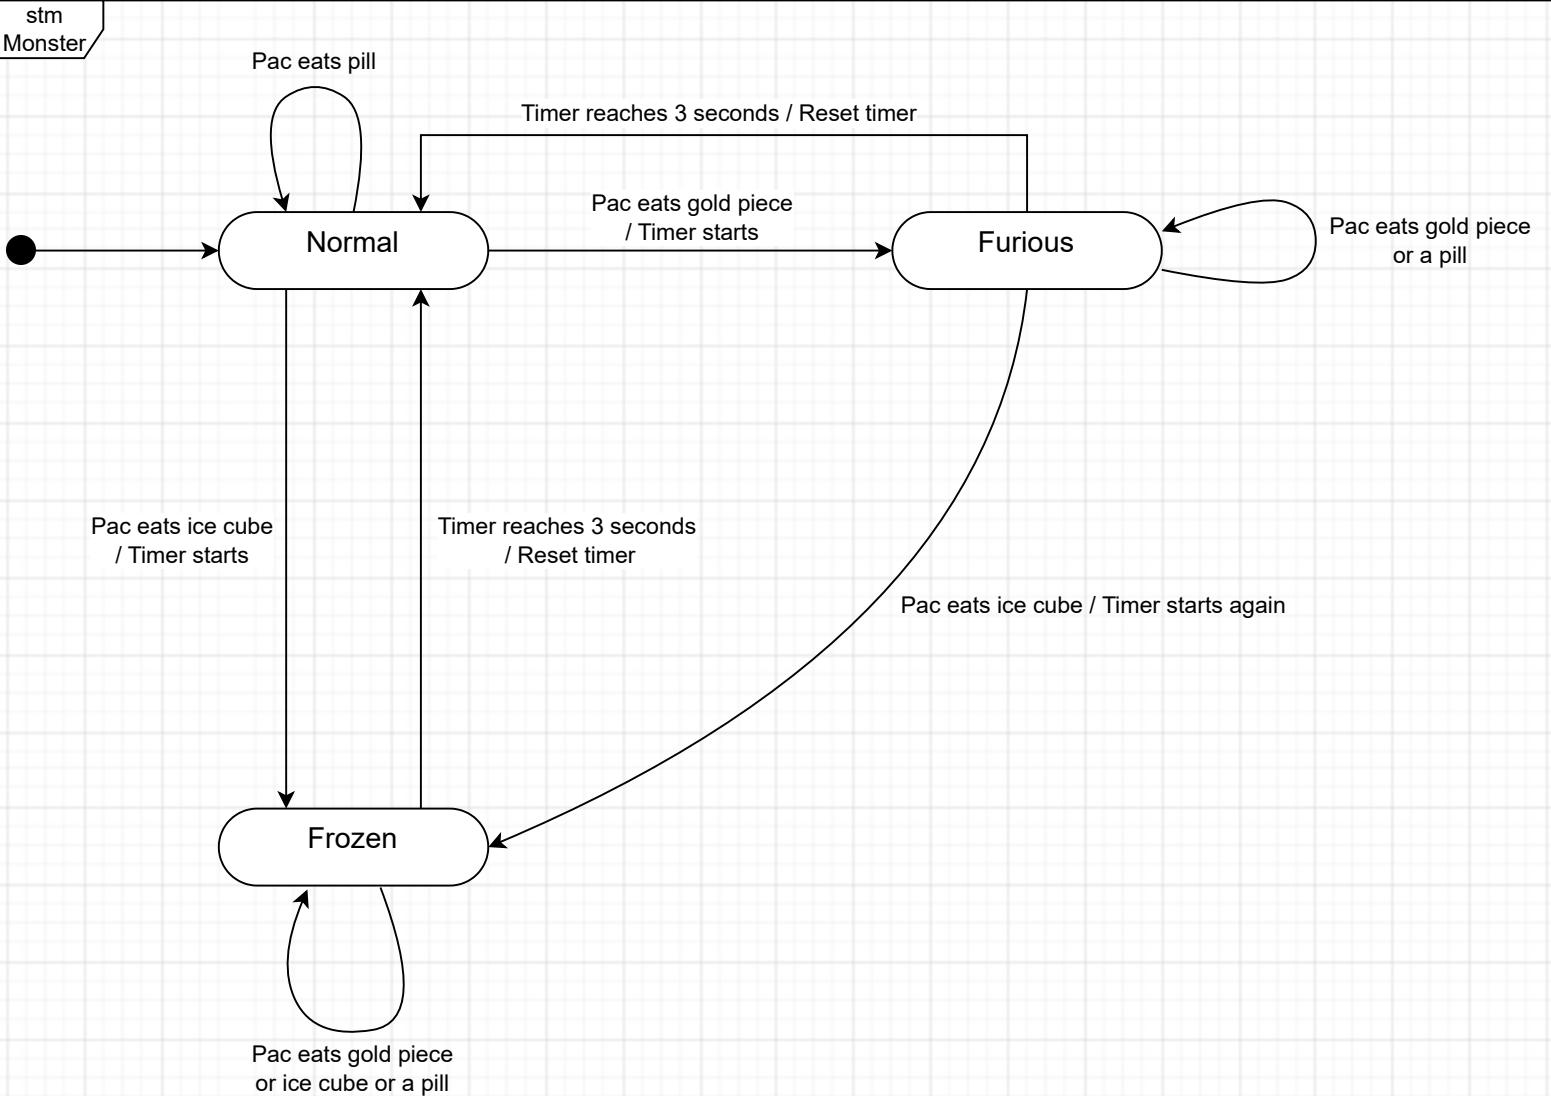 stm
Monster
Pac eats pill
Timer reaches 3 seconds / Reset timer
Pac eats gold piece
/ Timer starts
Normal
Furious
Pac eats gold piece
or a pill
Pac eats ice cube
/ Timer starts
Timer reaches 3 seconds
/ Reset timer
Pac eats ice cube / Timer starts again
Frozen
Pac eats gold piece
or ice cube or a pill